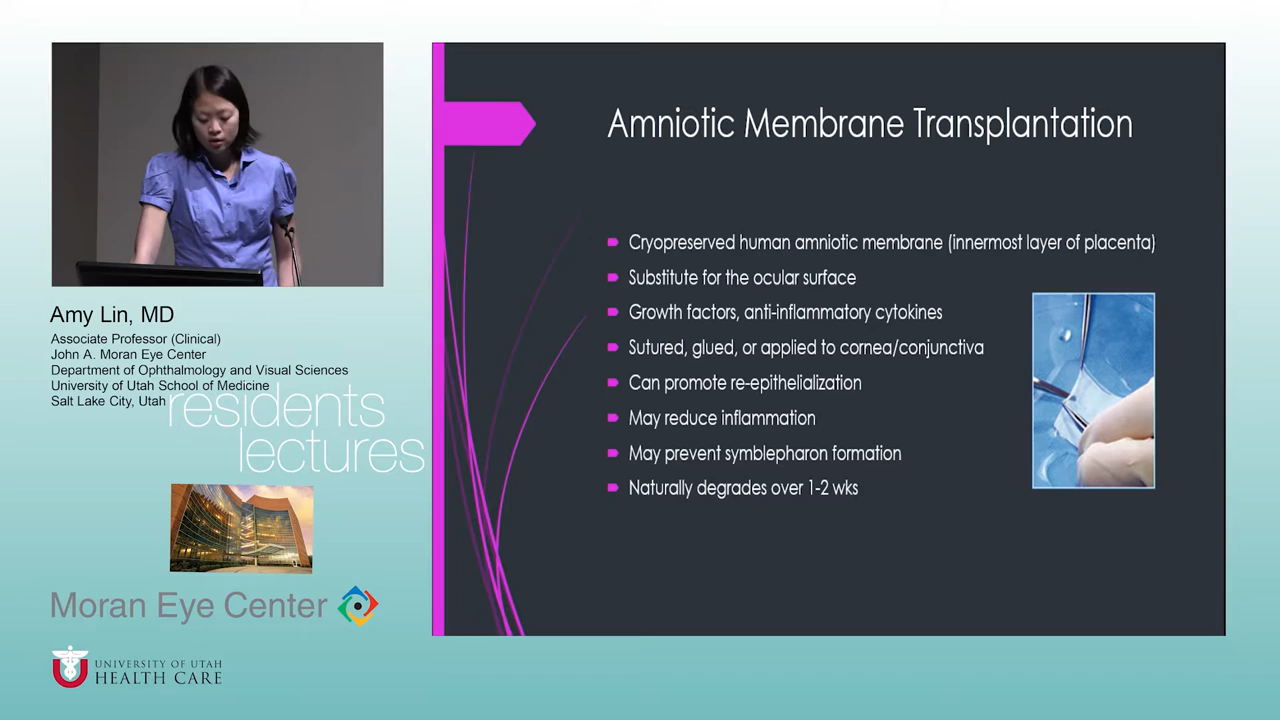 Amy Lin, MD
Associate Professor (Clinical)
John A. Moran Eye Center
Department of Ophthalmology and Visual Sciences
University of Utah School of Medicine
Salt Lake City, Utah
residents
lectures
Moran Eye Center
U
UNIVERSITY OF UTAH
HEALTH CARE
Amniotic Membrane Transplantation
Cryopreserved human amniotic membrane (innermost layer of placenta)
Substitute for the ocular surface
Growth factors, anti-inflammatory cytokines
Sutured, glued, or applied to cornea/conjunctiva
Can promote re-epithelialization
May reduce inflammation
May prevent symblepharon formation
Naturally degrades over 1-2 wks